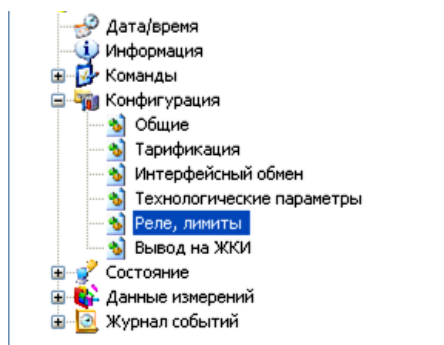 Дата/время
Информация
Команды
Конфигурация
Общие
Тарификация
Интерфейсный обмен
Технологические параметры
Реле, лимиты
Вывод на ЖКИ
Состояние
Данные измерений
Журнал событий